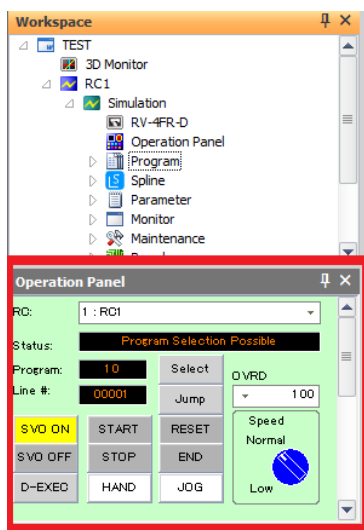 Workspace
TEST
3D Monitor
RC1
Simulation
RV-4FR-D
Operation Panel
Program
Spline
Parameter
Monitor
Maintenance
Operation Panel
RC: 1 : RC1
Status: Program Selection Possible
Program: 10 Select OVRD
Line #: 00001 Jump 100
SVO ON START RESET Speed
Normal
SVO OFF STOP END
D-EXEC HAND JOG Low